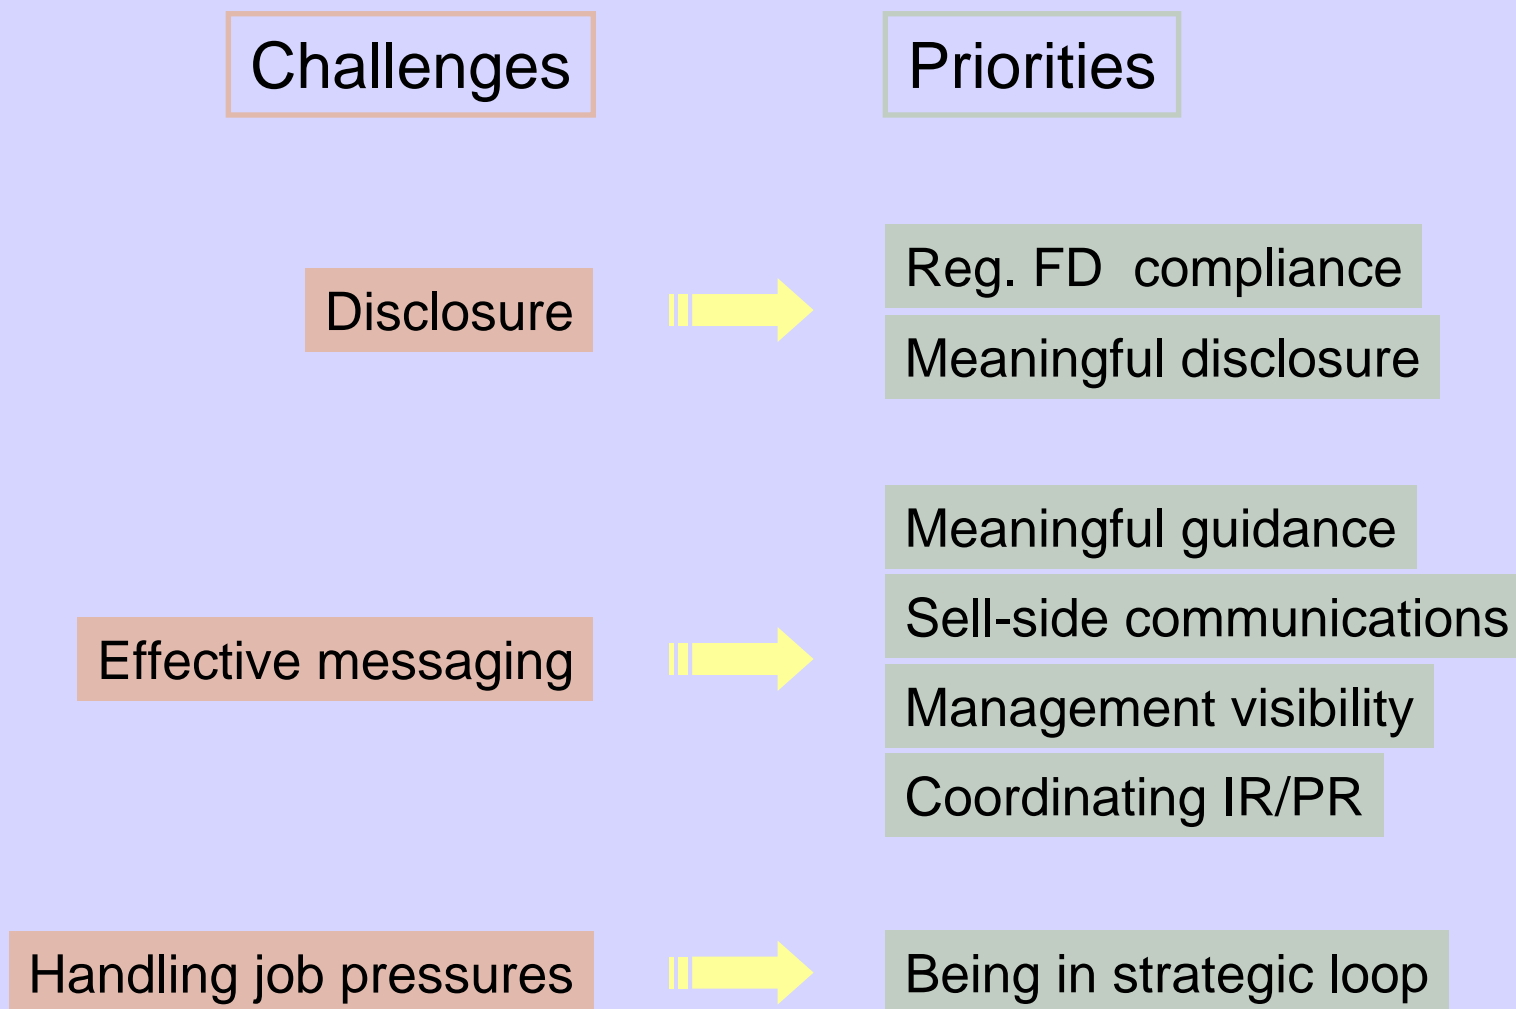 Challenges
Priorities
Disclosure
Reg. FD compliance
Meaningful disclosure
Effective messaging
Meaningful guidance
Sell-side communications
Management visibility
Coordinating IR/PR
Handling job pressures
Being in strategic loop